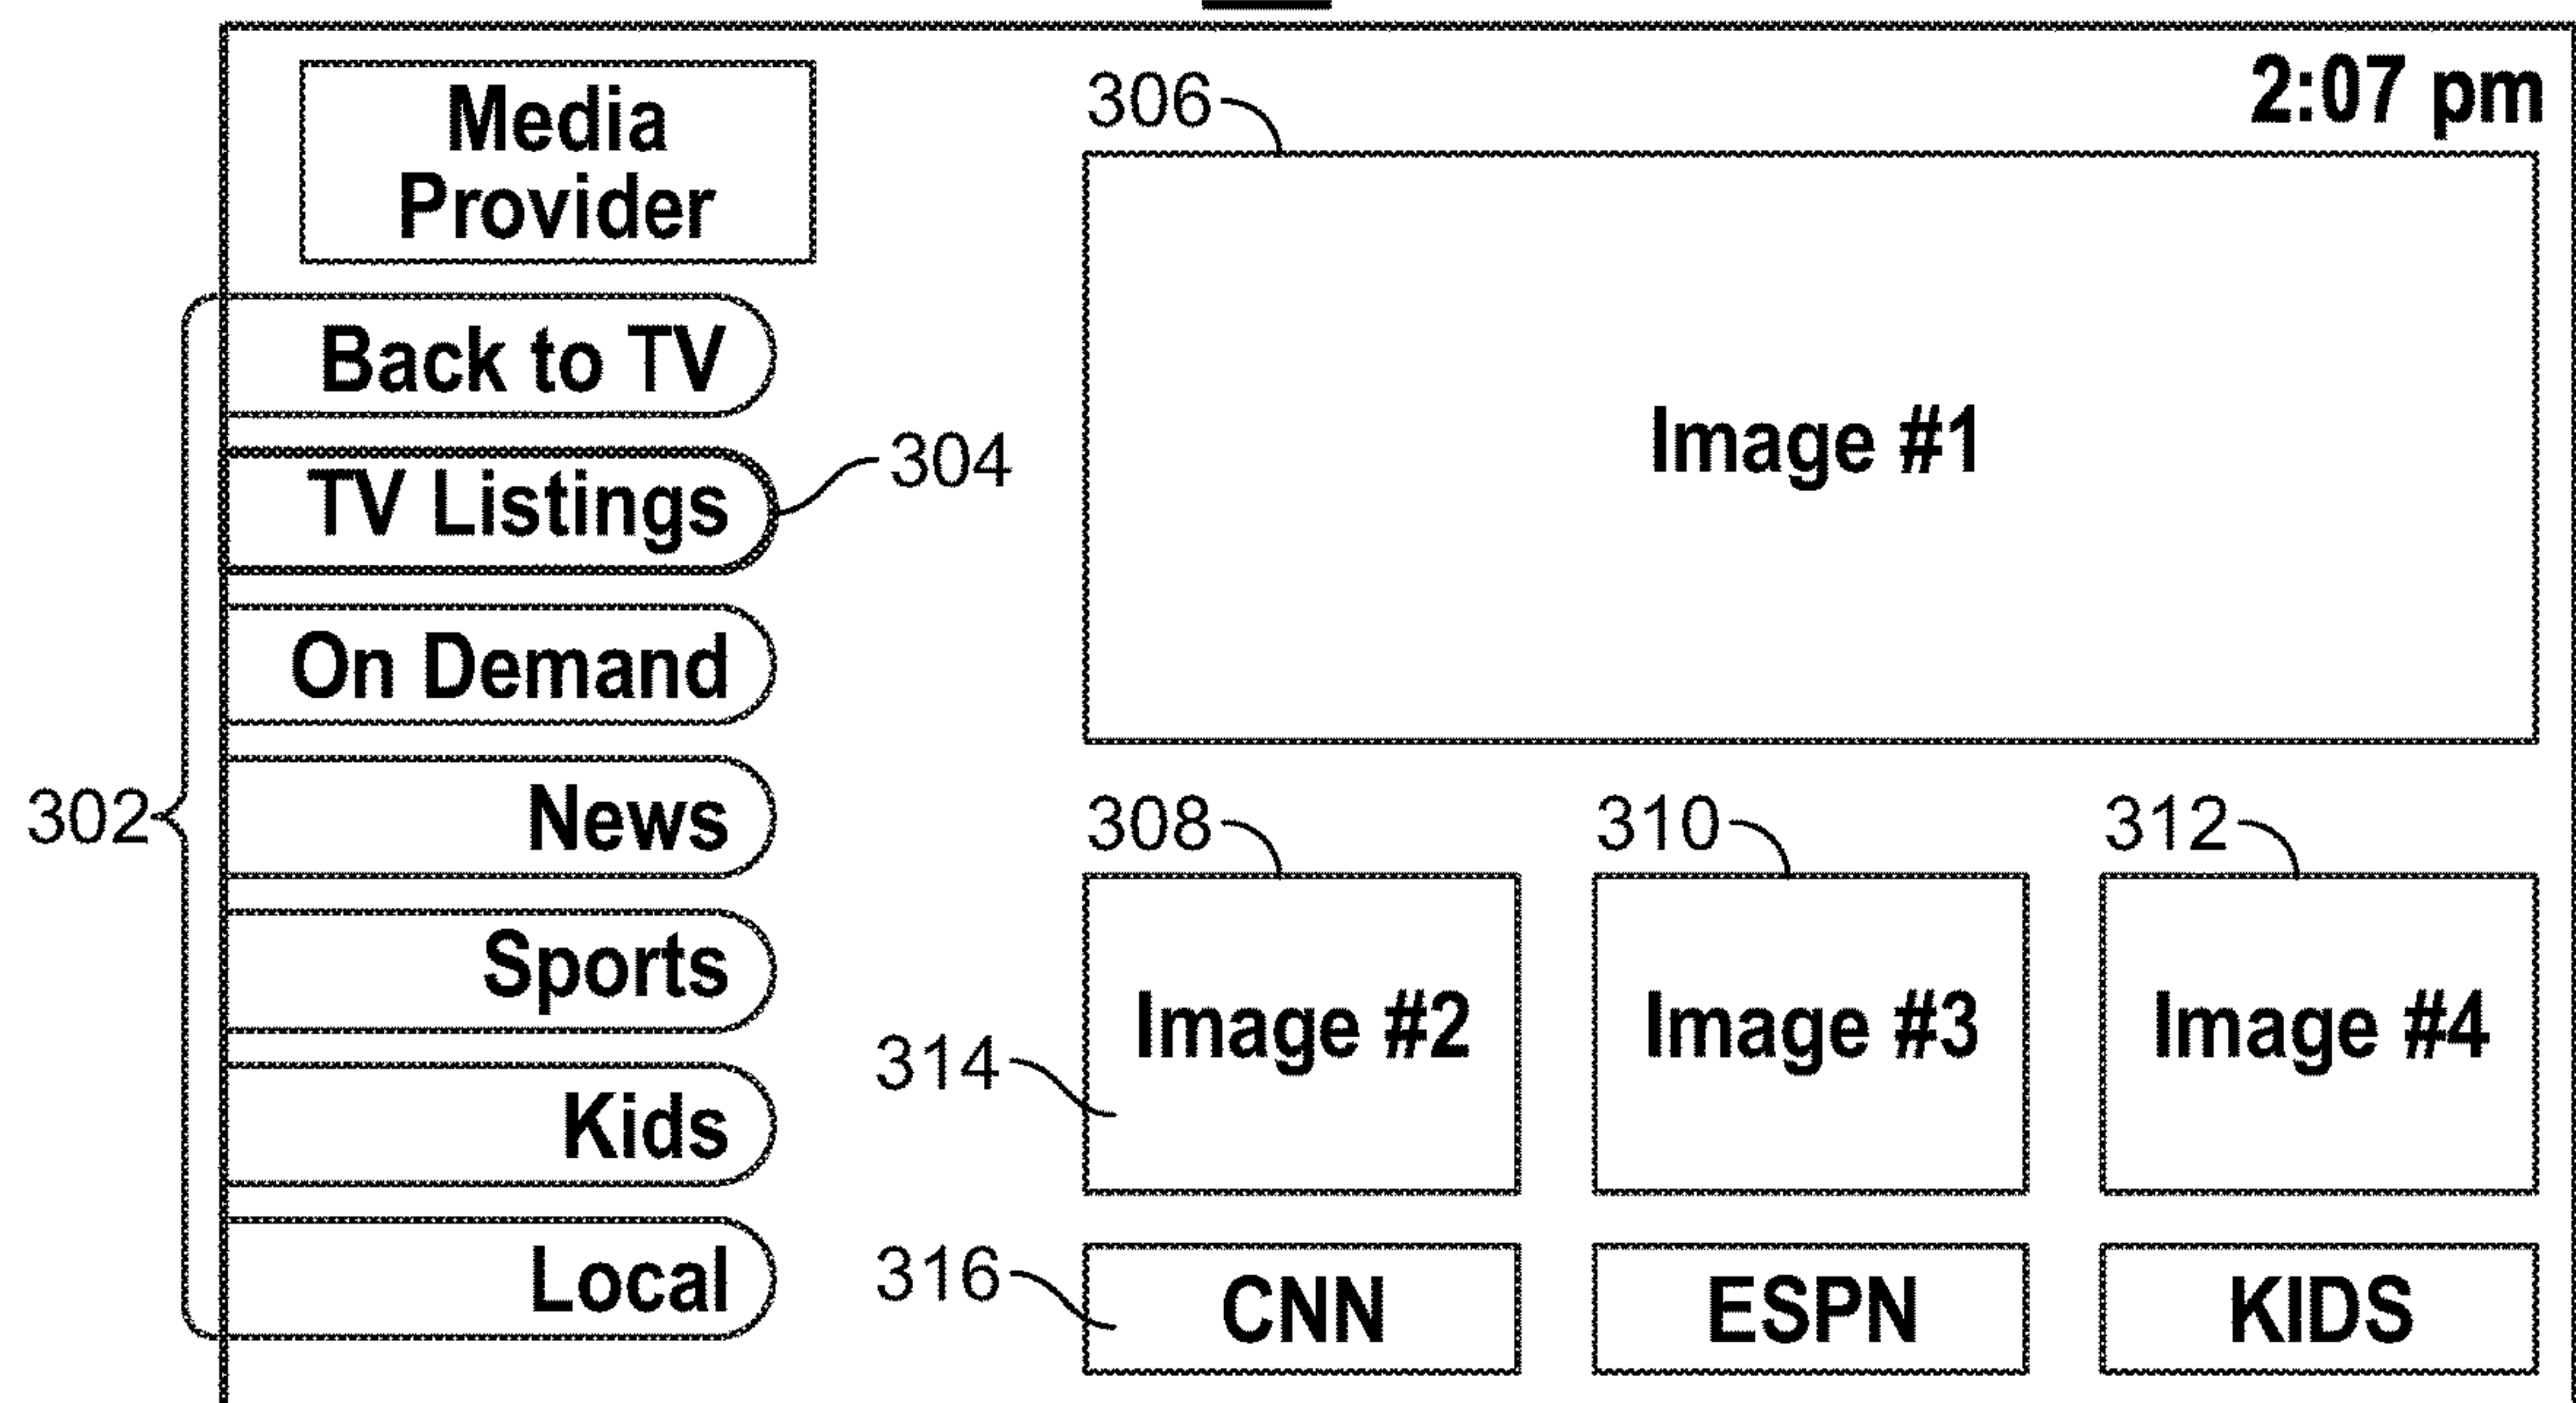 2:07 pm
Media
Provider
306
Back to TV
Image #1
304
TV Listings
On Demand
302
News
308
310
312
Sports
Image #2
Image #3
Image #4
314
Kids
316
Local
CNN
ESPN
KIDS